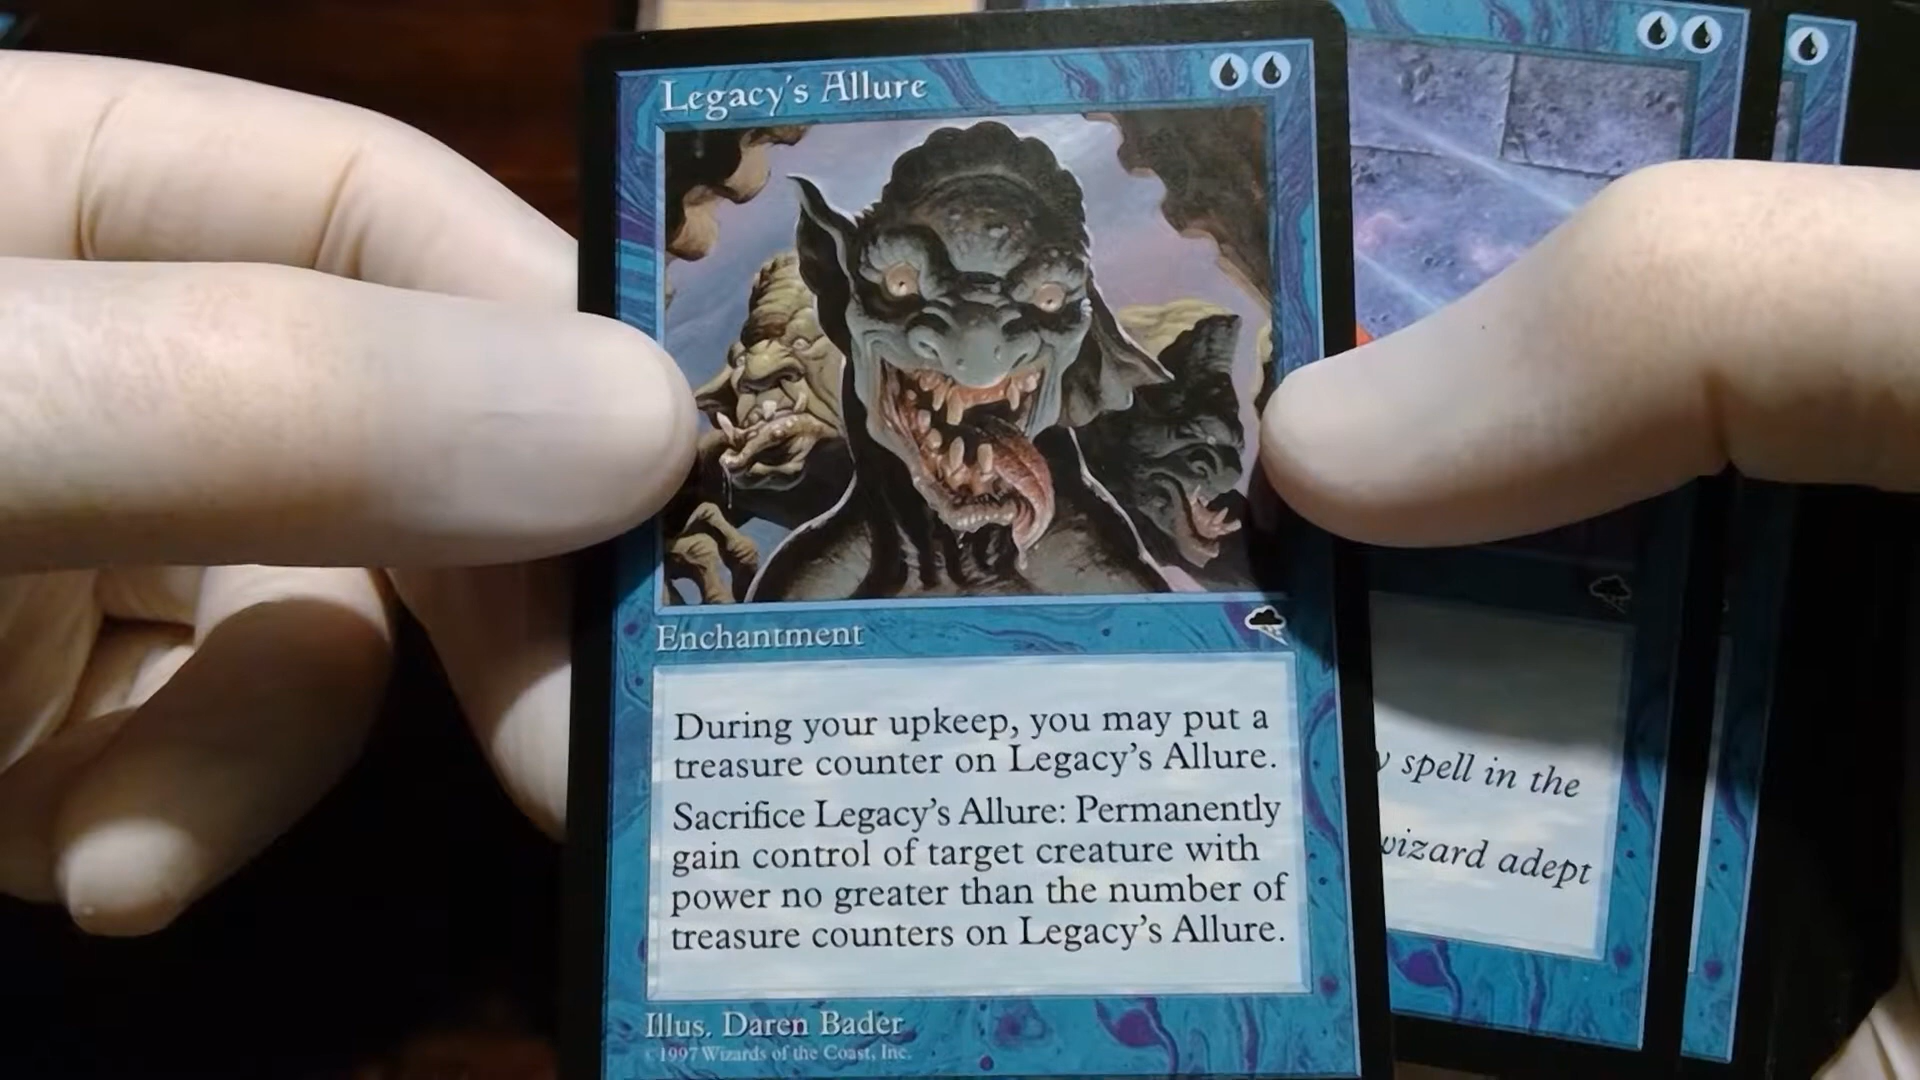 Legacy's Allure
Enchantment
During your upkeep, you may put a
treasure counter on Legacy's Allure.
Sacrifice Legacy's Allure: Permanently
gain control of target creature with
power no greater than the number of
treasure counters on Legacy's Allure.
Illus. Daren Bader
© 1997 Wizards of the Coast, Inc.
spell in the
wizard adept